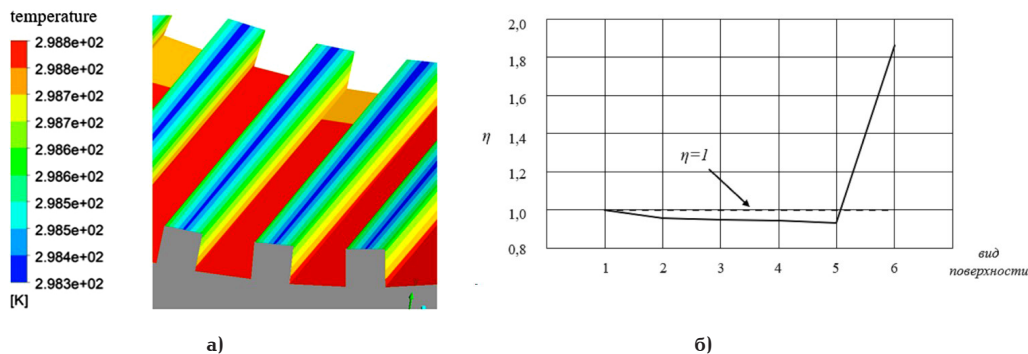 temperature
2.988e+02
2.988e+02
2.987e+02
2.987e+02
2.986e+02
2.986e+02
2.985e+02
2.985e+02
2.984e+02
2.983e+02
[K]
а)
2,0
1,8
1,6
1,4
1,2
1,0
0,8
η
η=1
1 2 3 4 5 6
вид
поверхности
б)